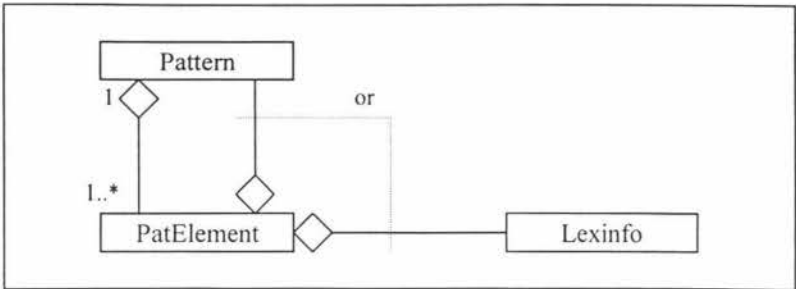 Pattern
1
or
1..*
PatElement
Lexinfo